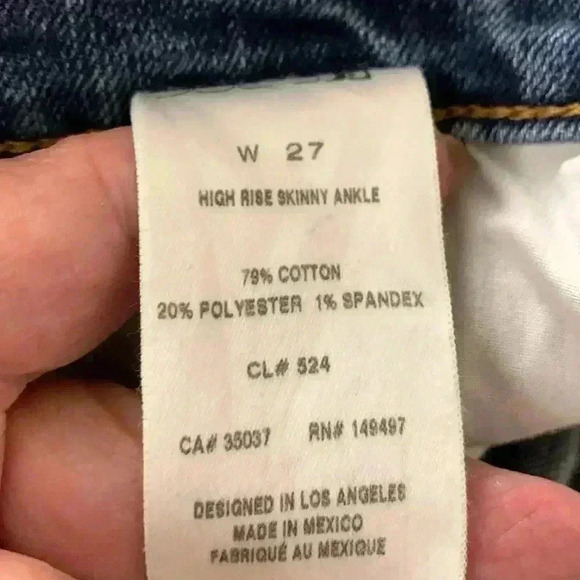 W 27
HIGH RISE SKINNY ANKLE
79% COTTON
20% POLYESTER 1% SPANDEX
CL# 524
CA# 35037 RN# 149497
DESIGNED IN LOS ANGELES
MADE IN MEXICO
FABRIQUÉ AU MEXIQUE